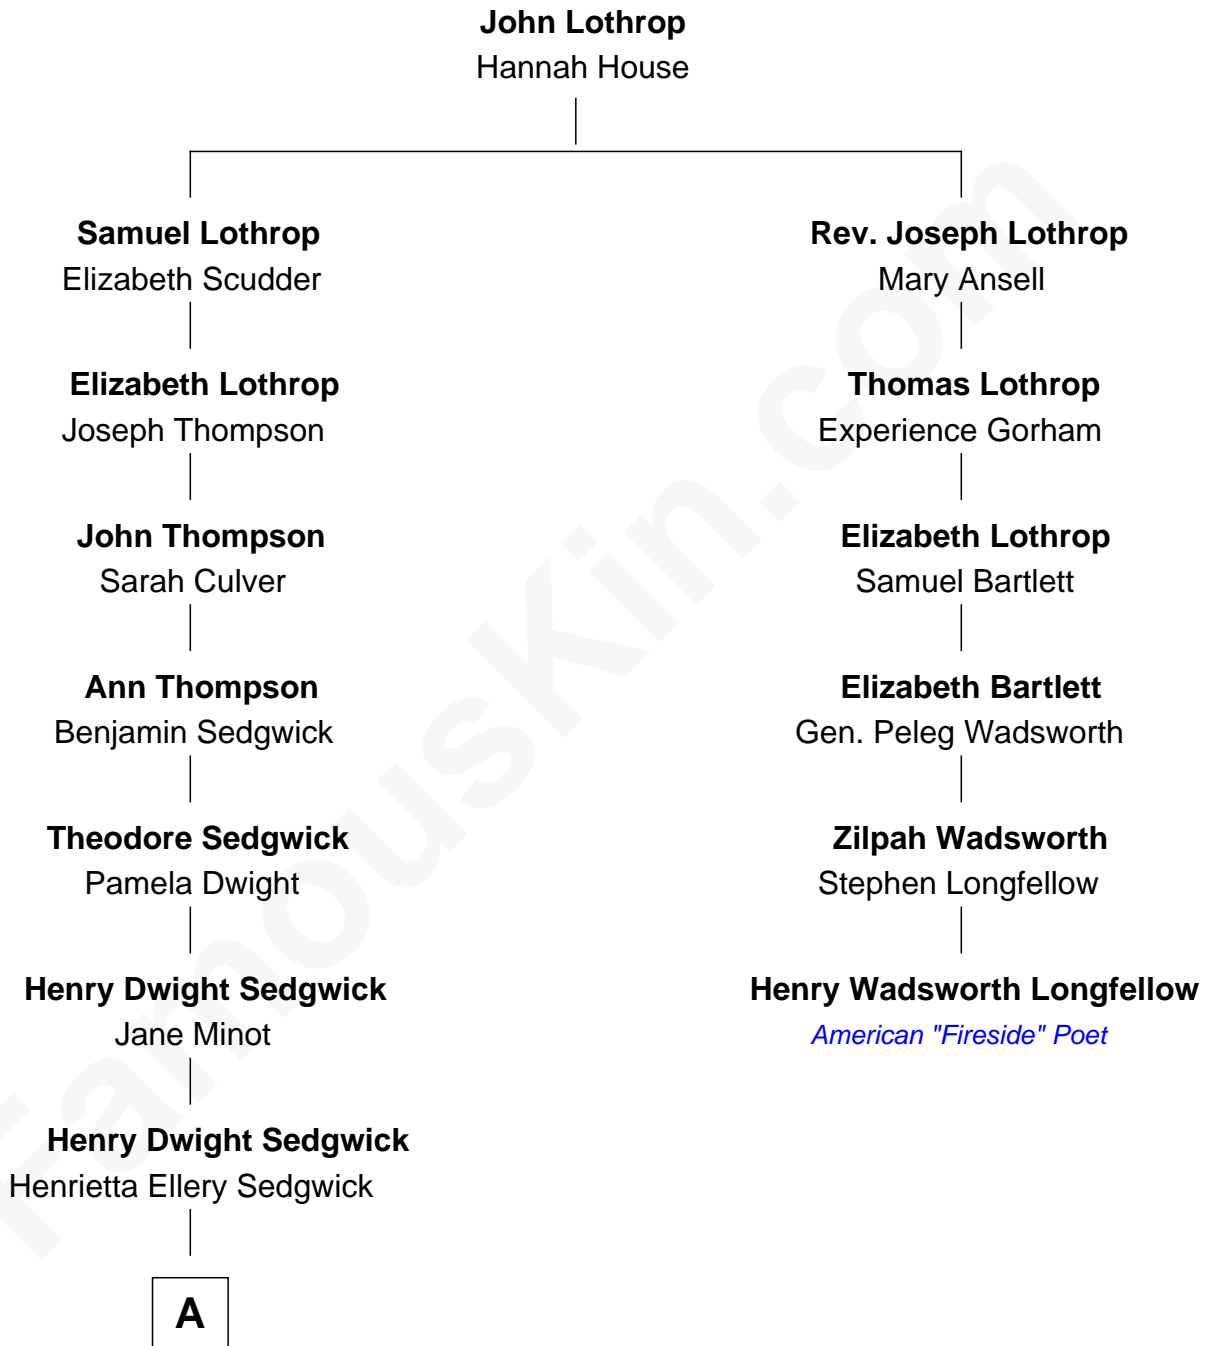 John Lothrop
Hannah House
Samuel Lothrop
Elizabeth Scudder
Rev. Joseph Lothrop
Mary Ansell
Elizabeth Lothrop
Joseph Thompson
Thomas Lothrop
Experience Gorham
John Thompson
Sarah Culver
Elizabeth Lothrop
Samuel Bartlett
Ann Thompson
Benjamin Sedgwick
Elizabeth Bartlett
Gen. Peleg Wadsworth
Theodore Sedgwick
Pamela Dwight
Zilpah Wadsworth
Stephen Longfellow
Henry Dwight Sedgwick
Jane Minot
Henry Wadsworth Longfellow
American "Fireside" Poet
Henry Dwight Sedgwick
Henrietta Ellery Sedgwick
A
FamousKin.com